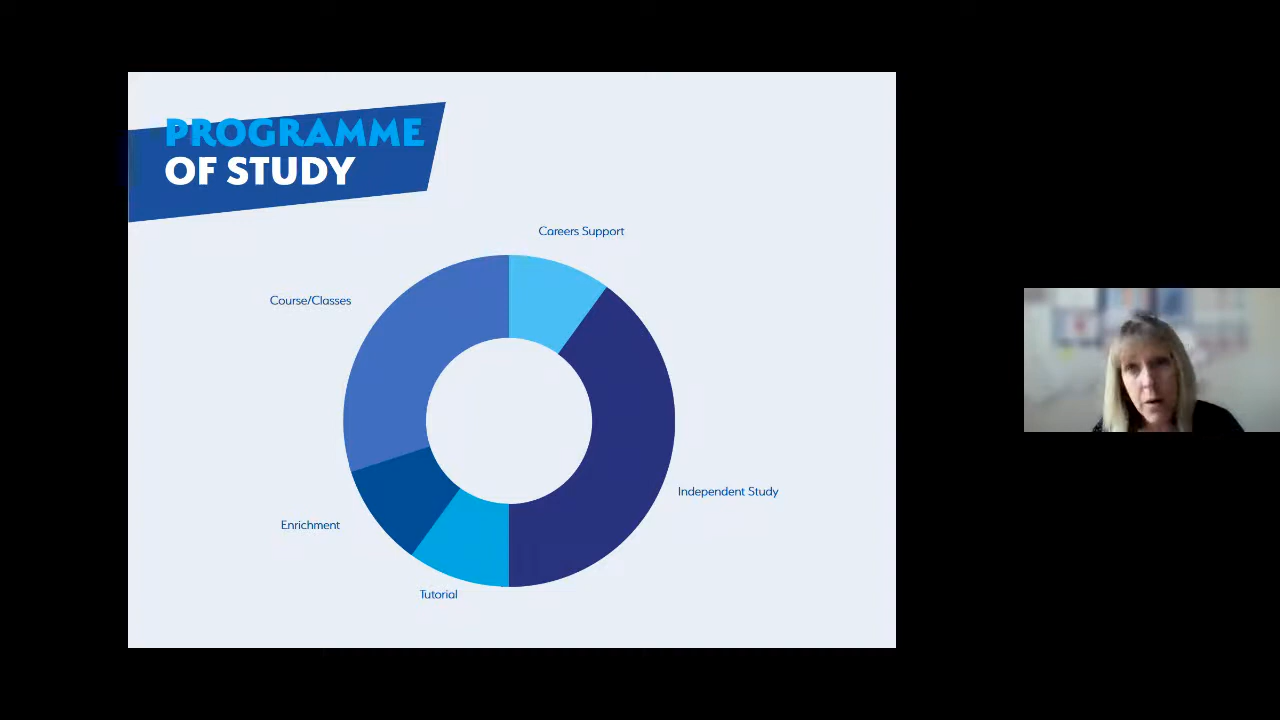 PROGRAMME
OF STUDY
Careers Support
Course/Classes
Independent Study
Enrichment
Tutorial